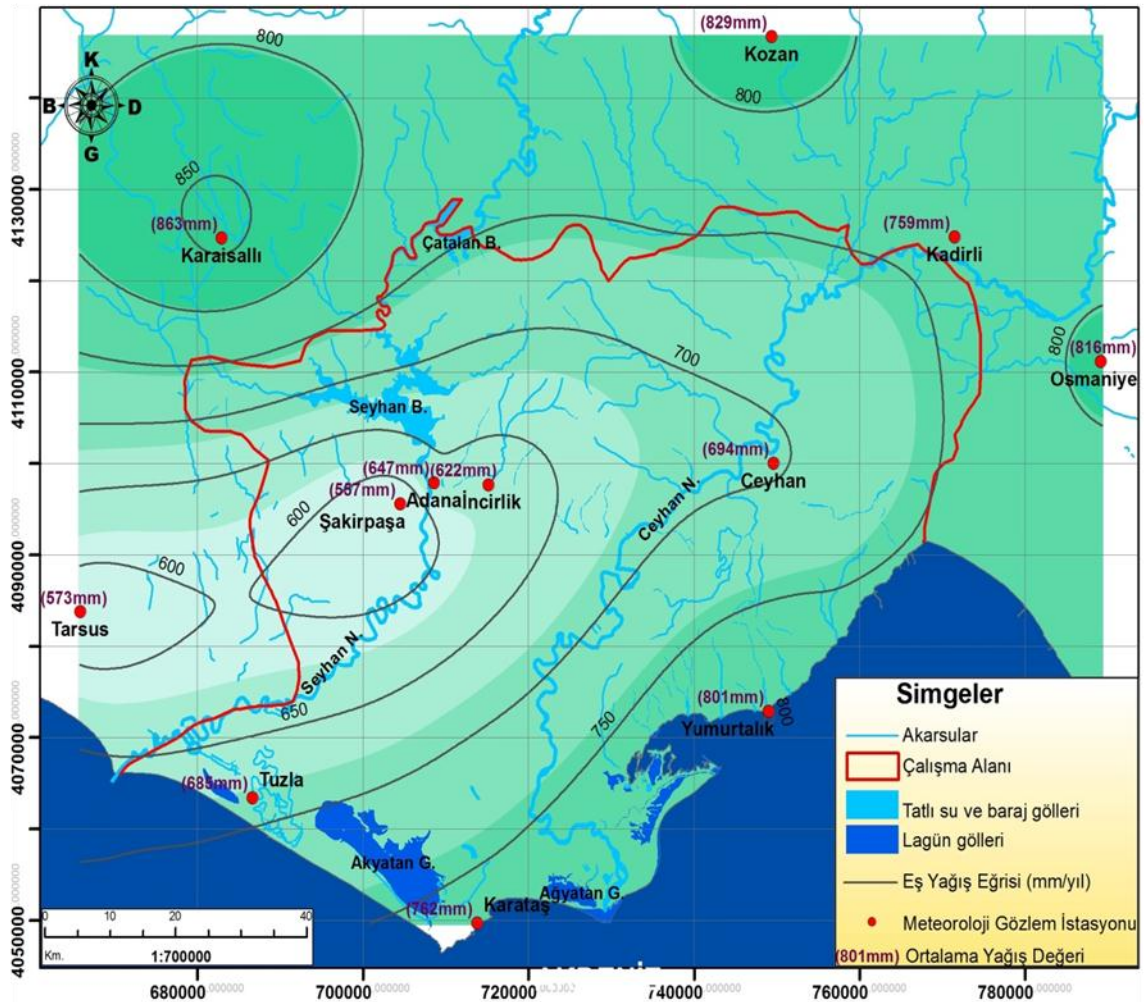 (829mm)
Kozan
800
K
B D
G
800
850
(863mm)
Karaisallı
800
Çatalan B.
(759mm)
Kadirli
800
(816mm)
Osmaniye
700
Seyhan B.
(694mm)
Ceyhan
(647mm)
(622mm)
Adana
İncirlik
Şakirpaşa
600
Ceyhan N.
600
(573mm)
Tarsus
Seyhan N.
650
(801mm)
Yumurtalık
800
750
(685mm)
Tuzla
Akyatan G.
Ağyatan G.
(762mm)
Karataş
4130000
4110000
4090000
4070000
4050000
680000
700000
720000
740000
760000
780000
0 10 20 40
Km.
1:700000
Simgeler
Akarsular
Çalışma Alanı
Tatlı su ve baraj gölleri
Lagün gölleri
Eş Yağış Eğrisi (mm/yıl)
Meteoroloji Gözlem İstasyonu
(801mm) Ortalama Yağış Değeri